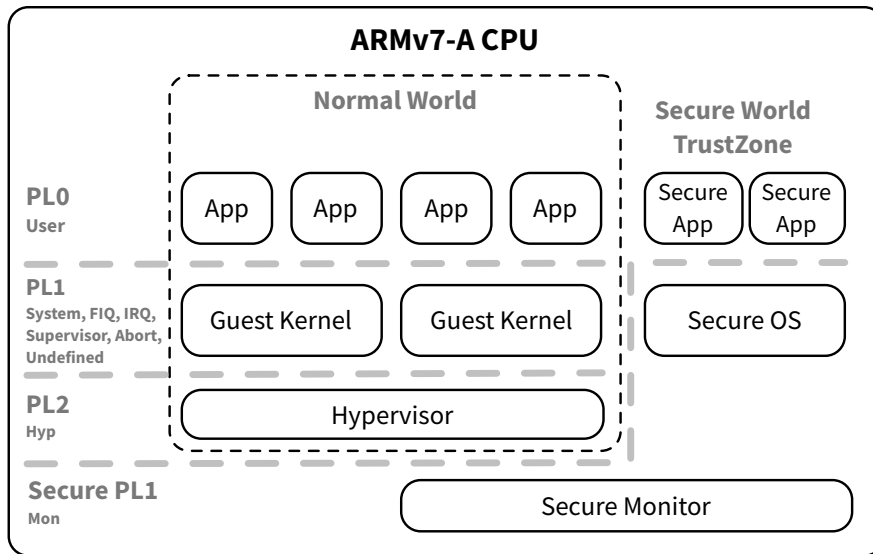 ARMv7-A CPU
Normal World
Secure World
TrustZone
PL0
User
App
App
App
App
Secure
App
Secure
App
PL1
System, FIQ, IRQ,
Supervisor, Abort,
Undefined
Guest Kernel
Guest Kernel
Secure OS
PL2
Hyp
Hypervisor
Secure PL1
Mon
Secure Monitor